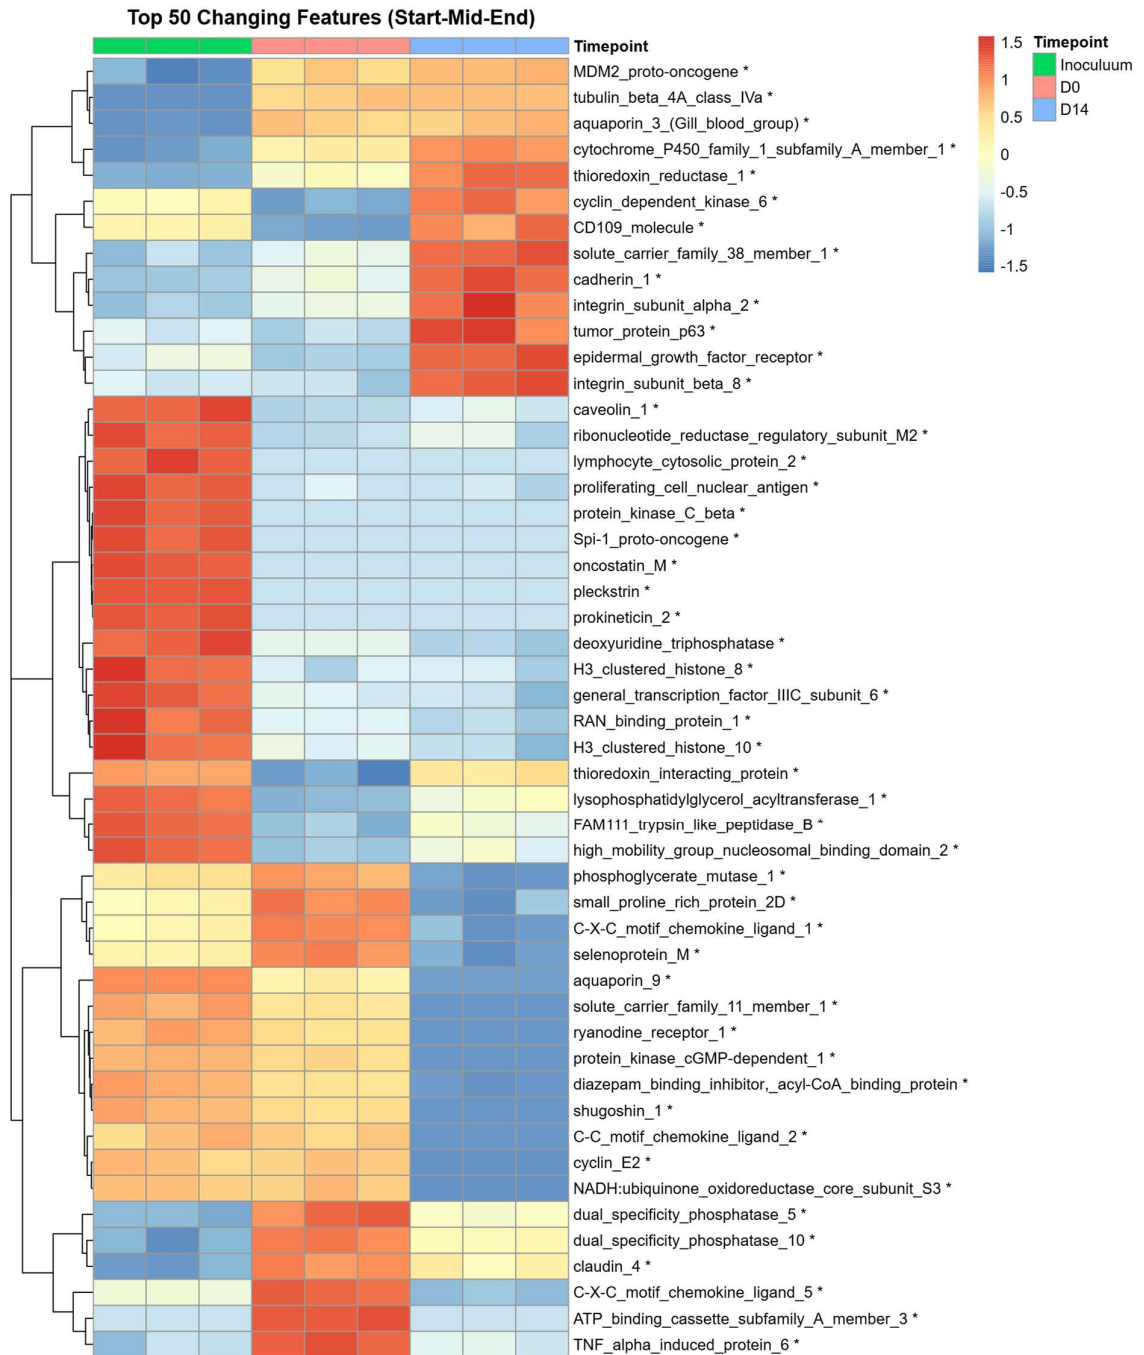 Top 50 Changing Features (Start-Mid-End)
Timepoint
MDM2_proto-oncogene *
tubulin_beta_4A_class_IVa *
aquaporin_3_(Gill_blood_group) *
cytochrome_P450_family_1_subfamily_A_member_1 *
thioredoxin_reductase_1 *
cyclin_dependent_kinase_6 *
CD109_molecule *
solute_carrier_family_38_member_1 *
cadherin_1 *
integrin_subunit_alpha_2 *
tumor_protein_p63 *
epidermal_growth_factor_receptor *
integrin_subunit_beta_8 *
caveolin_1 *
ribonucleotide_reductase_regulatory_subunit_M2 *
lymphocyte_cytosolic_protein_2 *
proliferating_cell_nuclear_antigen *
protein_kinase_C_beta *
Spi-1_proto-oncogene *
oncostatin_M *
pleckstrin *
prokineticin_2 *
deoxyuridine_triphosphatase *
H3_clustered_histone_8 *
general_transcription_factor_IIIC_subunit_6 *
RAN_binding_protein_1 *
H3_clustered_histone_10 *
thioredoxin_interacting_protein *
lysophosphatidylglycerol_acyltransferase_1 *
FAM111_trypsin_like_peptidase_B *
high_mobility_group_nucleosomal_binding_domain_2 *
phosphoglycerate_mutase_1 *
small_proline_rich_protein_2D *
C-X-C_motif_chemokine_ligand_1 *
selenoprotein_M *
aquaporin_9 *
solute_carrier_family_11_member_1 *
ryanodine_receptor_1 *
protein_kinase_cGMP-dependent_1 *
diazepam_binding_inhibitor,_acyl-CoA_binding_protein *
shugoshin_1 *
C-C_motif_chemokine_ligand_2 *
cyclin_E2 *
NADH:ubiquinone_oxidoreductase_core_subunit_S3 *
dual_specificity_phosphatase_5 *
dual_specificity_phosphatase_10 *
claudin_4 *
C-X-C_motif_chemokine_ligand_5 *
ATP_binding_cassette_subfamily_A_member_3 *
TNF_alpha_induced_protein_6 *
1.5
1
0.5
0
-0.5
-1
-1.5
Timepoint
Inoculuum
D0
D14